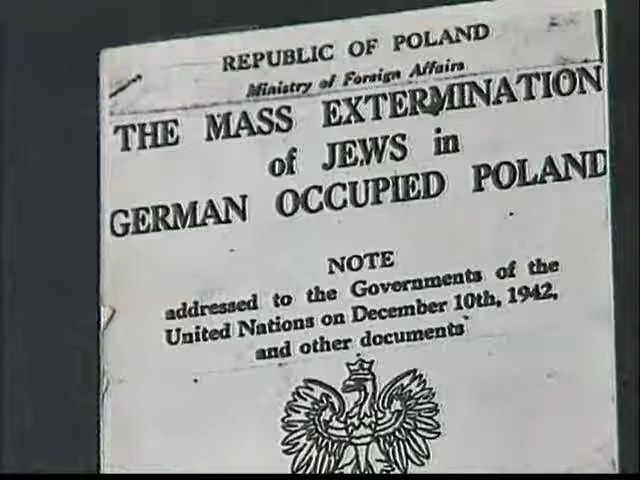 REPUBLIC OF POLAND
Ministry of Foreign Affairs
THE MASS EXTERMINATION
of JEWS in
GERMAN OCCUPIED POLAND
NOTE
addressed to the Governments of the
United Nations on December 10th, 1942,
and other documents